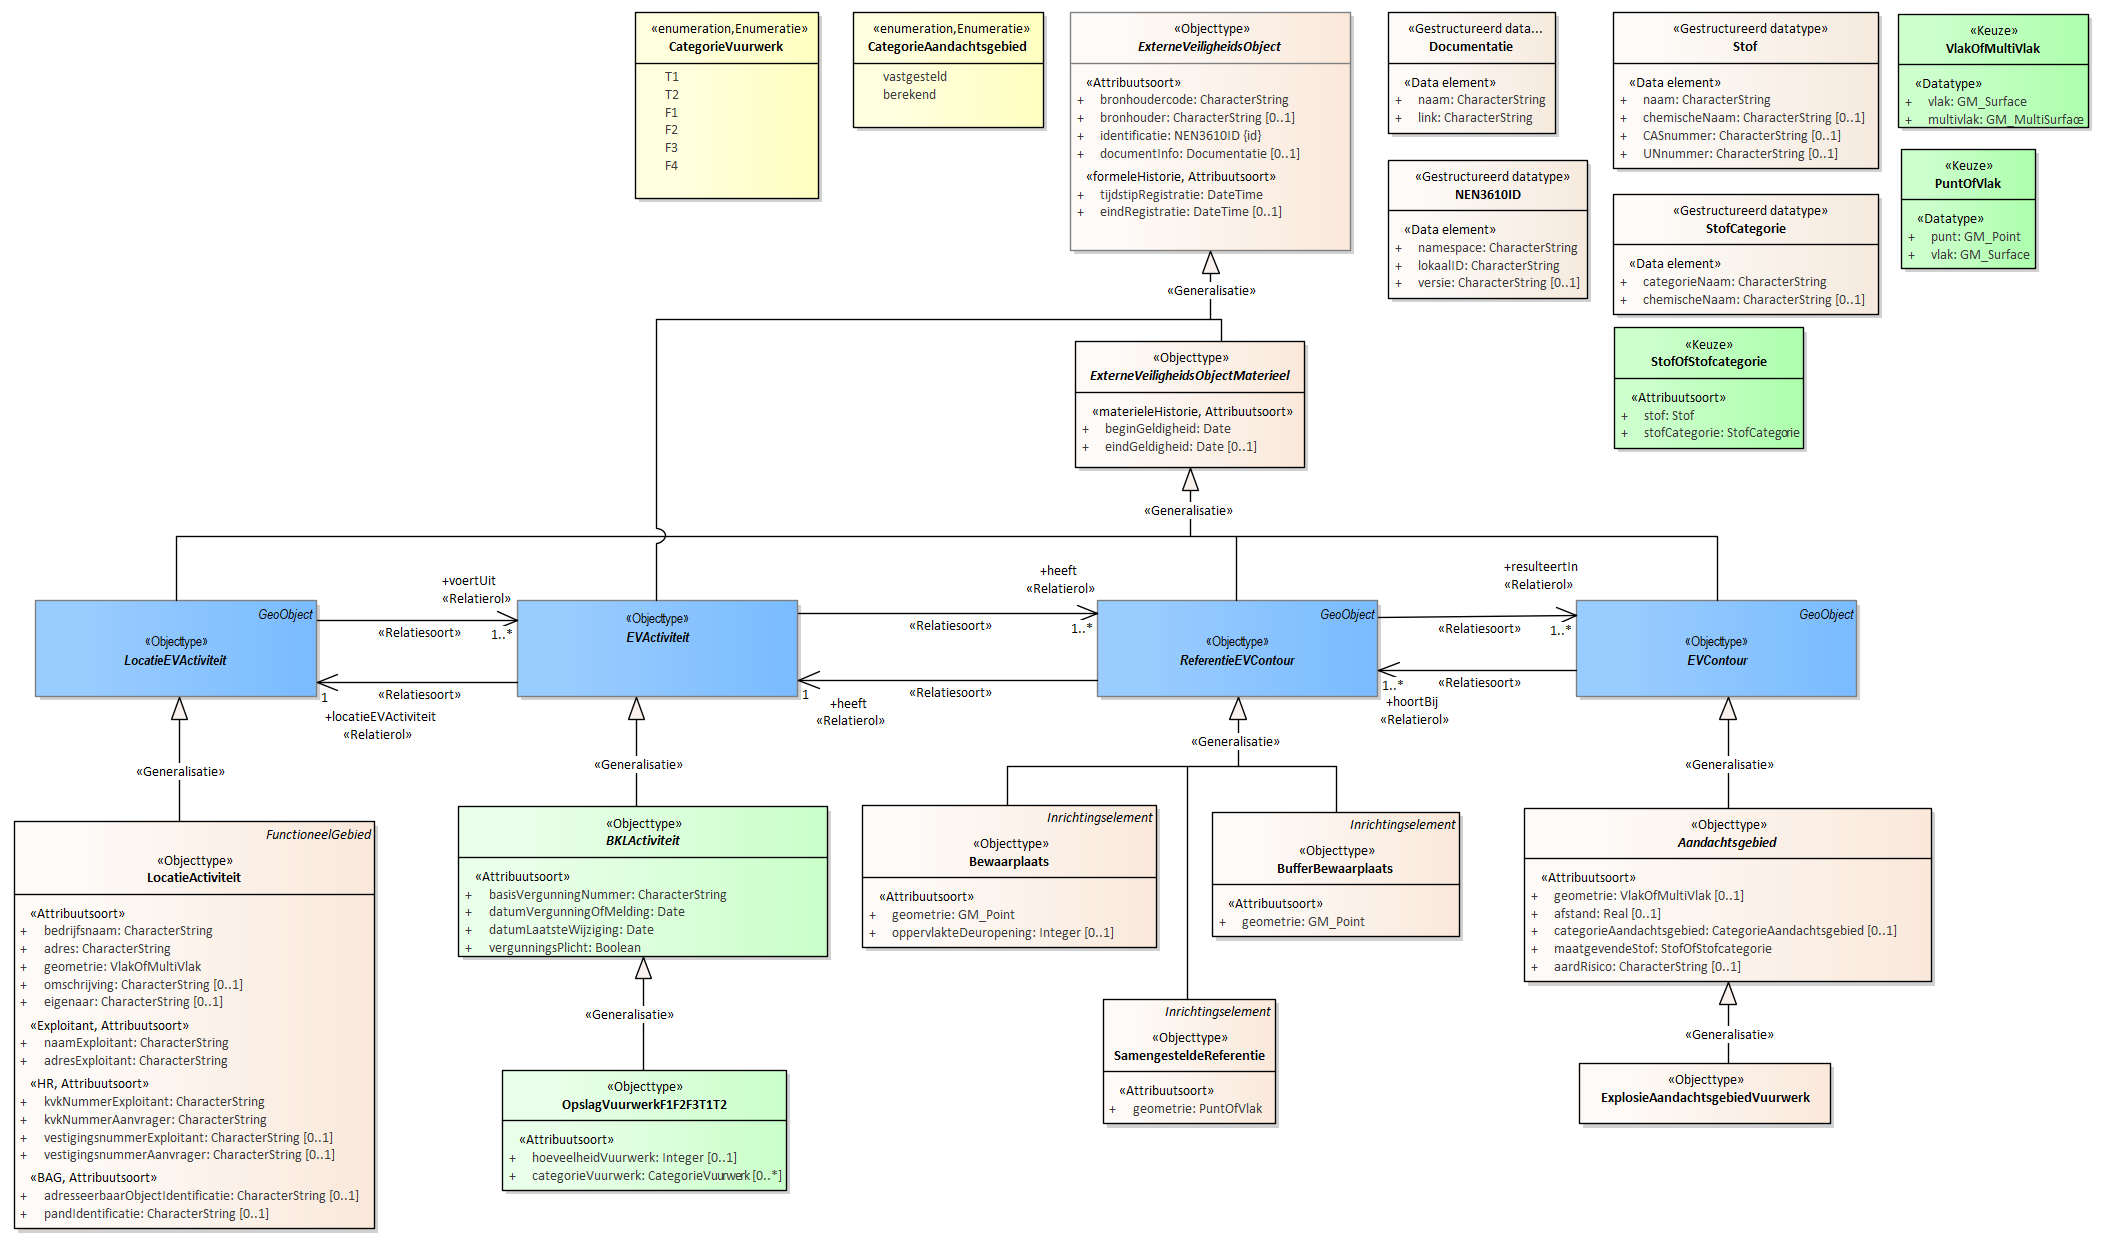 «enumeration,Enumeratie»
CategorieVuurwerk
T1
T2
F1
F2
F3
F4
«enumeration,Enumeratie»
CategorieAandachtsgebied
vastgesteld
berekend
«Objecttype»
ExterneVeiligheidsObject
«Attribuutsoort»
+ bronhoudercode: CharacterString
+ bronhouder: CharacterString [0..1]
+ identificatie: NEN3610ID {id}
+ documentInfo: Documentatie [0..1]
«formeleHistorie, Attribuutsoort»
+ tijdstipRegistratie: DateTime
+ eindRegistratie: DateTime [0..1]
«Gestructureerd data...
Documentatie
«Data element»
+ naam: CharacterString
+ link: CharacterString
«Gestructureerd datatype»
NEN3610ID
«Data element»
+ namespace: CharacterString
+ lokaalID: CharacterString
+ versie: CharacterString [0..1]
«Gestructureerd datatype»
Stof
«Data element»
+ naam: CharacterString
+ chemischeNaam: CharacterString [0..1]
+ CASnummer: CharacterString [0..1]
+ UNnummer: CharacterString [0..1]
«Gestructureerd datatype»
StofCategorie
«Data element»
+ categorieNaam: CharacterString
+ chemischeNaam: CharacterString [0..1]
«Keuze»
StofOfStofcategorie
«Attribuutsoort»
+ stof: Stof
+ stofCategorie: StofCategorie
«Keuze»
VlakOfMultiVlak
«Datatype»
+ vlak: GM_Surface
+ multivlak: GM_MultiSurface
«Keuze»
PuntOfVlak
«Datatype»
+ punt: GM_Point
+ vlak: GM_Surface
«Generalisatie»
«Objecttype»
ExterneVeiligheidsObjectMaterieel
«materieleHistorie, Attribuutsoort»
+ beginGeldigheid: Date
+ eindGeldigheid: Date [0..1]
«Generalisatie»
GeoObject
«Objecttype»
LocatieEVActiviteit
+voertUit
«Relatierol»
«Relatiesoort»
1..*
«Relatiesoort»
1
+locatieEVActiviteit
«Relatierol»
«Objecttype»
EVActiviteit
+heeft
«Relatierol»
«Relatiesoort»
1..*
«Relatiesoort»
1
+heeft
«Relatierol»
GeoObject
«Objecttype»
ReferentieEVContour
+resulteertIn
«Relatierol»
«Relatiesoort»
1..*
«Relatiesoort»
1..*
+hoortBij
«Relatierol»
GeoObject
«Objecttype»
EVContour
«Generalisatie»
«Generalisatie»
«Generalisatie»
«Generalisatie»
FunctioneelGebied
«Objecttype»
LocatieActiviteit
«Attribuutsoort»
+ bedrijfsnaam: CharacterString
+ adres: CharacterString
+ geometrie: VlakOfMultiVlak
+ omschrijving: CharacterString [0..1]
+ eigenaar: CharacterString [0..1]
«Exploitant, Attribuutsoort»
+ naamExploitant: CharacterString
+ adresExploitant: CharacterString
«HR, Attribuutsoort»
+ kvkNummerExploitant: CharacterString
+ kvkNummerAanvrager: CharacterString
+ vestigingsnummerExploitant: CharacterString [0..1]
+ vestigingsnummerAanvrager: CharacterString [0..1]
«BAG, Attribuutsoort»
+ adresseerbaarObjectIdentificatie: CharacterString [0..1]
+ pandIdentificatie: CharacterString [0..1]
«Objecttype»
BKLActiviteit
«Attribuutsoort»
+ basisVergunningNummer: CharacterString
+ datumVergunningOfMelding: Date
+ datumLaatsteWijziging: Date
+ vergunningsPlicht: Boolean
«Generalisatie»
«Objecttype»
OpslagVuurwerkF1F2F3T1T2
«Attribuutsoort»
+ hoeveelheidVuurwerk: Integer [0..1]
+ categorieVuurwerk: CategorieVuurwerk [0..*]
Inrichtingselement
«Objecttype»
Bewaarplaats
«Attribuutsoort»
+ geometrie: GM_Point
+ oppervlakteDeuropening: Integer [0..1]
Inrichtingselement
«Objecttype»
BufferBewaarplaats
«Attribuutsoort»
+ geometrie: GM_Point
Inrichtingselement
«Objecttype»
SamengesteldeReferentie
«Attribuutsoort»
+ geometrie: PuntOfVlak
«Objecttype»
Aandachtsgebied
«Attribuutsoort»
+ geometrie: VlakOfMultiVlak [0..1]
+ afstand: Real [0..1]
+ categorieAandachtsgebied: CategorieAandachtsgebied [0..1]
+ maatgevendeStof: StofOfStofcategorie
+ aardRisico: CharacterString [0..1]
«Generalisatie»
«Objecttype»
ExplosieAandachtsgebiedVuurwerk